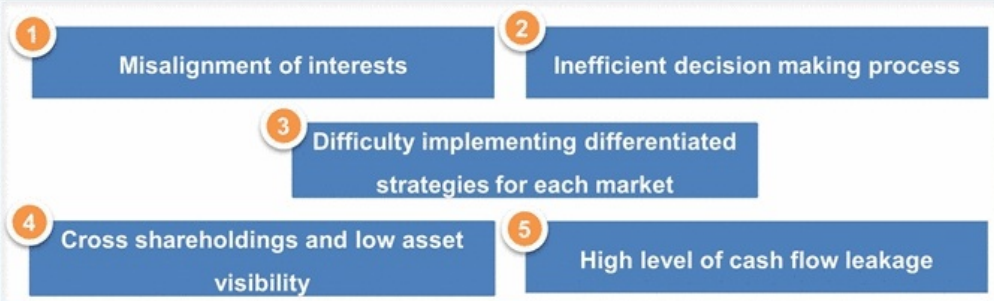 1
Misalignment of interests
2
Inefficient decision making process
3
Difficulty implementing differentiated
strategies for each market
4
Cross shareholdings and low asset
visibility
5
High level of cash flow leakage